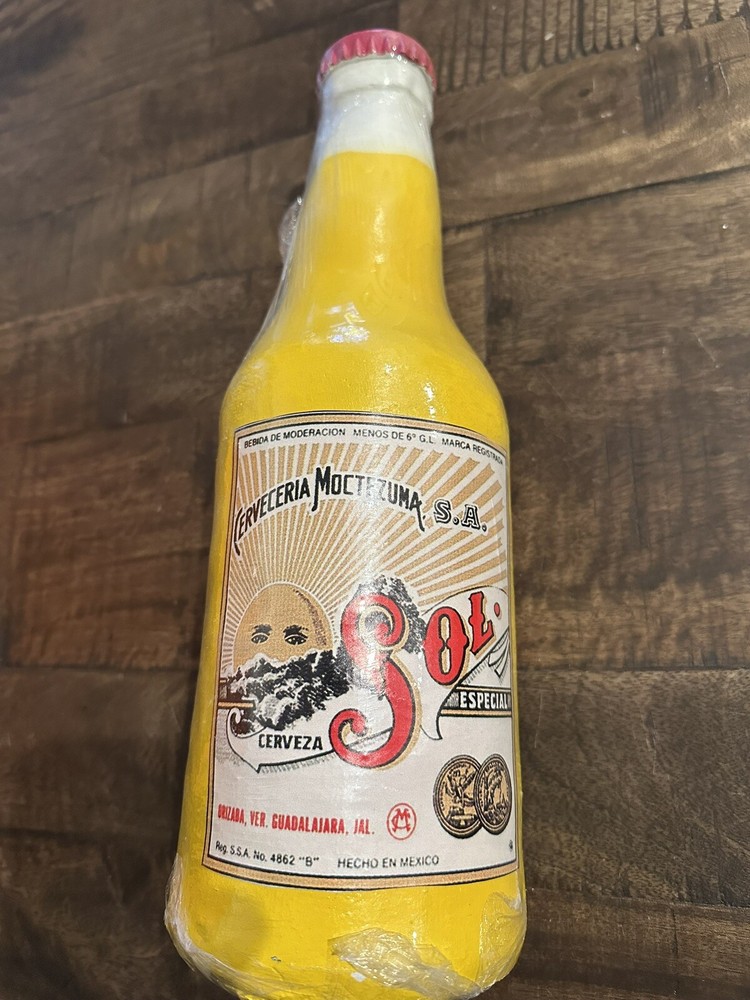 BEBIDA DE MODERACION MENOS DE 6° G.L. MARCA REGISTRADA
CERVECERIA MOCTEZUMA, S.A.
SOL.
ESPECIAL
CERVEZA
ORIZABA, VER. GUADALAJARA, JAL.
Reg. S.S.A. No. 4862 "B" HECHO EN MEXICO